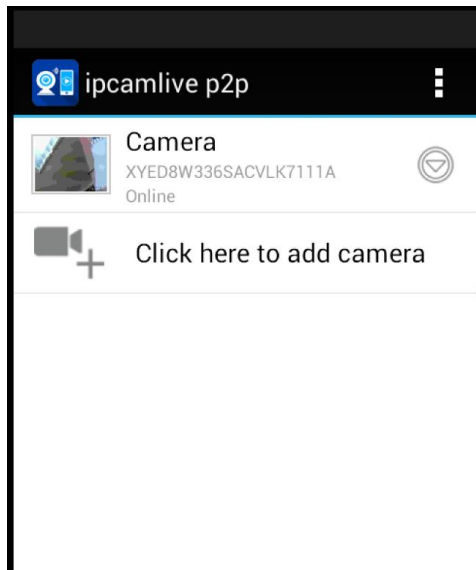 ipcamlive p2p
Camera
XYED8W336SACVLK7111A
Online
Click here to add camera